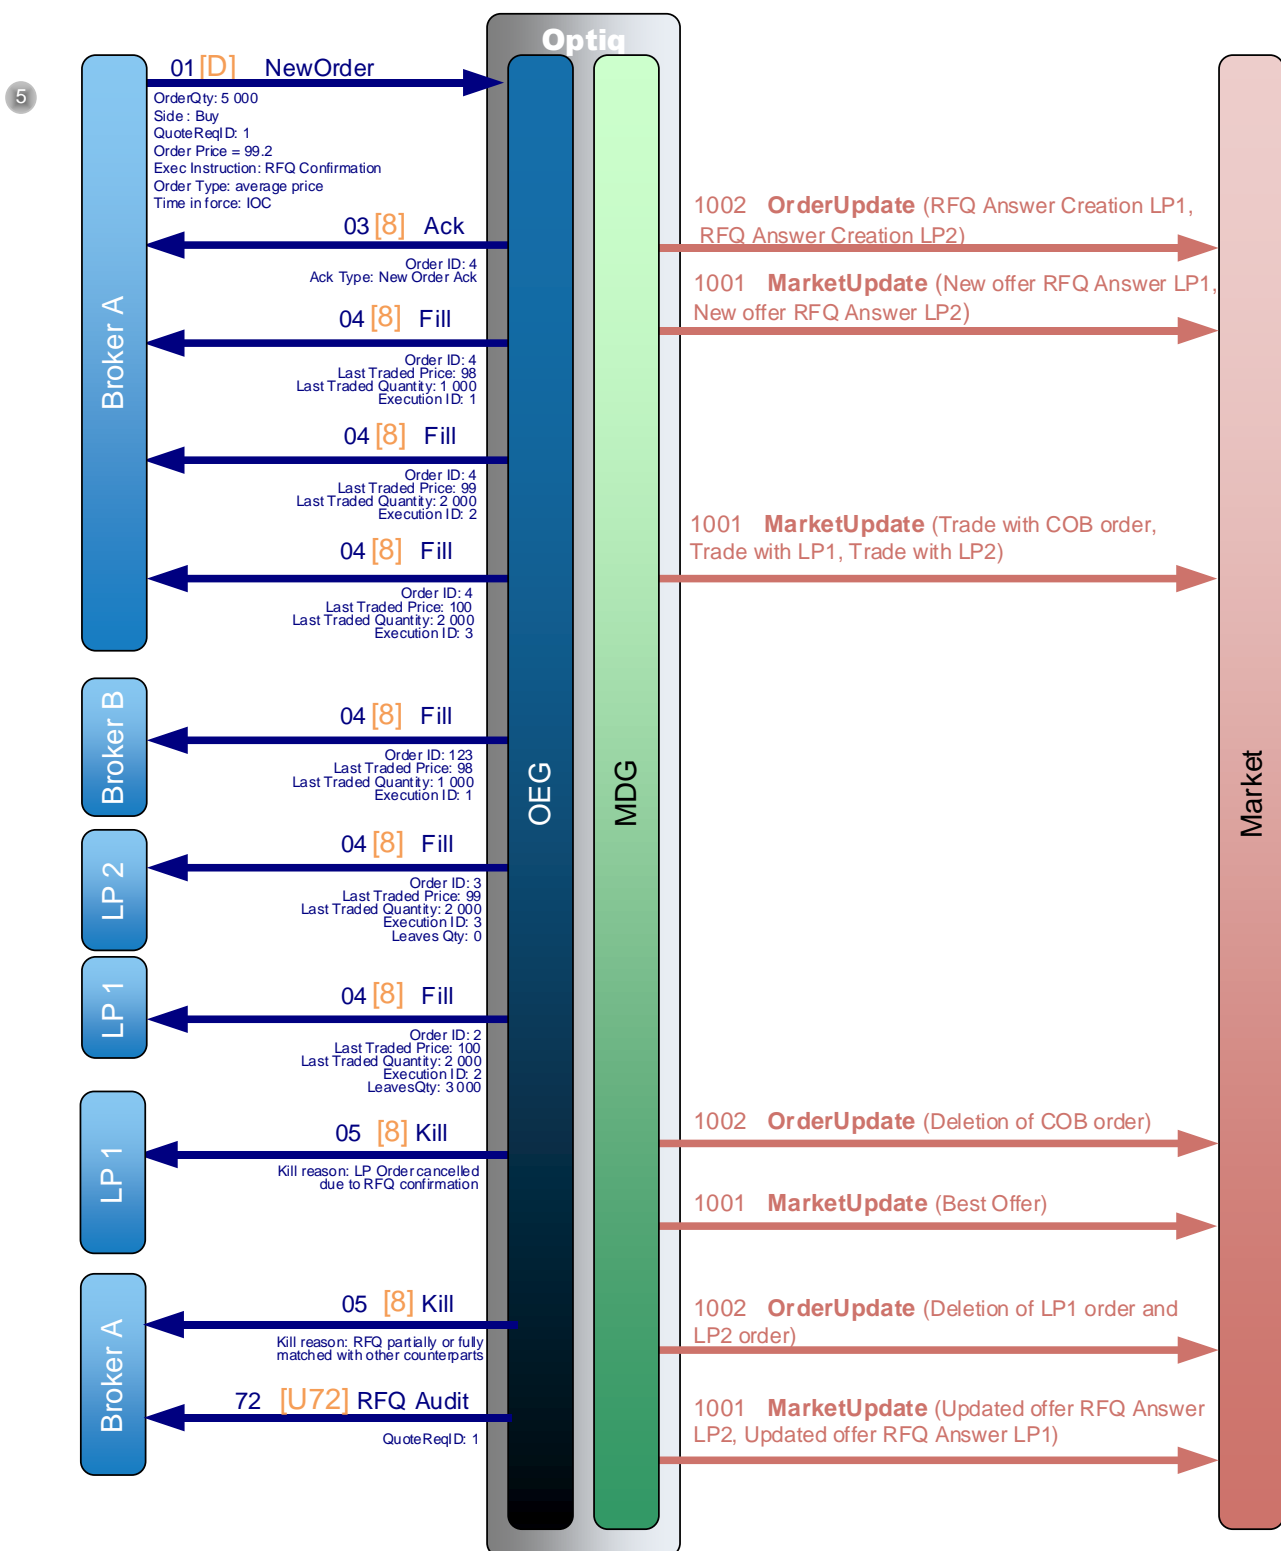 Optiq
5
01 [D] NewOrder
OrderQty: 5 000
Side : Buy
QuoteReqID: 1
Order Price = 99.2
Exec Instruction: RFQ Confirmation
Order Type: average price
Time in force: IOC
03 [8] Ack
Order ID: 4
Ack Type: New Order Ack
04 [8] Fill
Order ID: 4
Last Traded Price: 98
Last Traded Quantity: 1 000
Execution ID: 1
04 [8] Fill
Order ID: 4
Last Traded Price: 99
Last Traded Quantity: 2 000
Execution ID: 2
04 [8] Fill
Order ID: 4
Last Traded Price: 100
Last Traded Quantity: 2 000
Execution ID: 3
Broker A
Broker B
04 [8] Fill
Order ID: 123
Last Traded Price: 98
Last Traded Quantity: 1 000
Execution ID: 1
LP 2
04 [8] Fill
Order ID: 3
Last Traded Price: 99
Last Traded Quantity: 2 000
Execution ID: 3
Leaves Qty: 0
LP 1
04 [8] Fill
Order ID: 2
Last Traded Price: 100
Last Traded Quantity: 2 000
Execution ID: 2
LeavesQty: 3 000
LP 1
05 [8] Kill
Kill reason: LP Order cancelled
due to RFQ confirmation
Broker A
05 [8] Kill
Kill reason: RFQ partially or fully
matched with other counterparts
72 [U72] RFQ Audit
QuoteReqID: 1
OEG
MDG
1002 OrderUpdate (RFQ Answer Creation LP1,
RFQ Answer Creation LP2)
1001 MarketUpdate (New offer RFQ Answer LP1,
New offer RFQ Answer LP2)
1001 MarketUpdate (Trade with COB order,
Trade with LP1, Trade with LP2)
1002 OrderUpdate (Deletion of COB order)
1001 MarketUpdate (Best Offer)
1002 OrderUpdate (Deletion of LP1 order and
LP2 order)
1001 MarketUpdate (Updated offer RFQ Answer
LP2, Updated offer RFQ Answer LP1)
Market